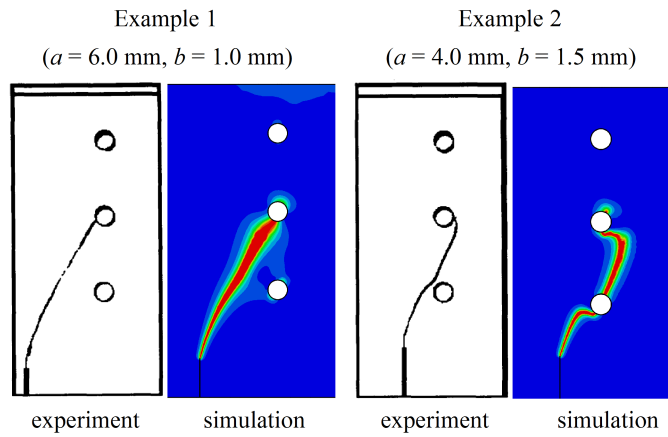 Example 1
(a = 6.0 mm, b = 1.0 mm)
Example 2
(a = 4.0 mm, b = 1.5 mm)
experiment
simulation
experiment
simulation